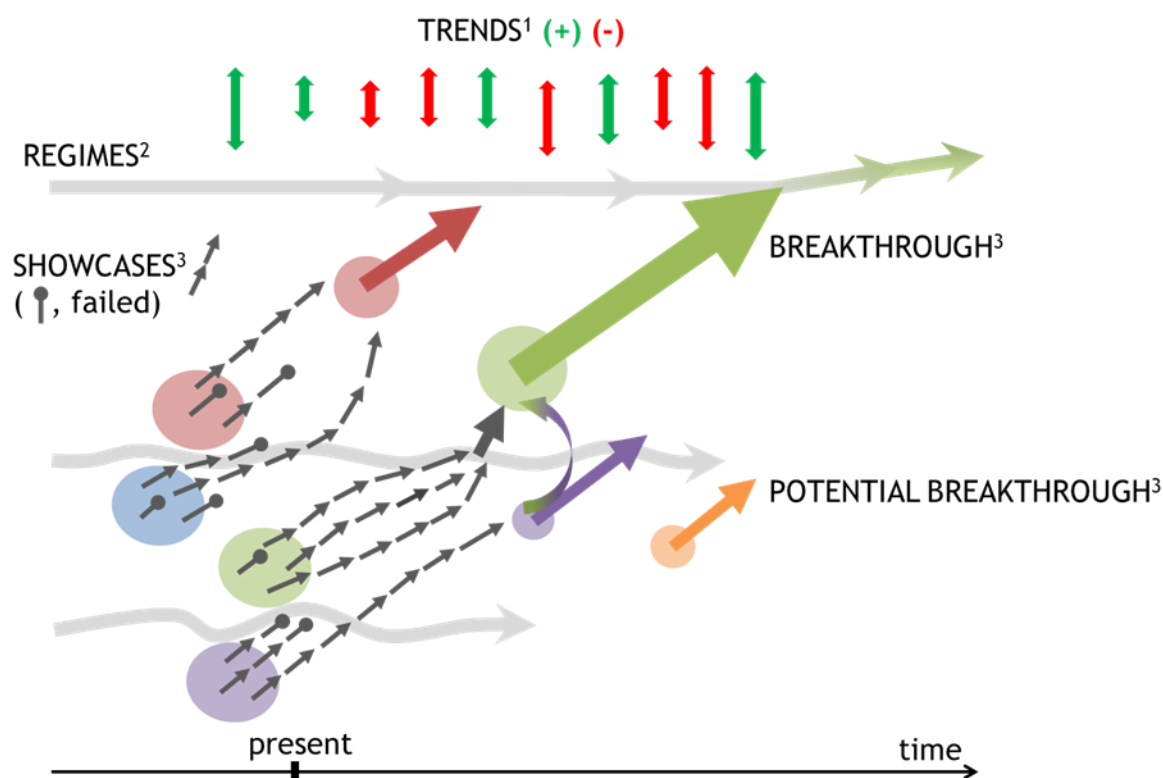 TRENDS¹ (+) (-)
REGIMES²
SHOWCASES³
( , failed)
BREAKTHROUGH³
POTENTIAL BREAKTHROUGH³
present
time